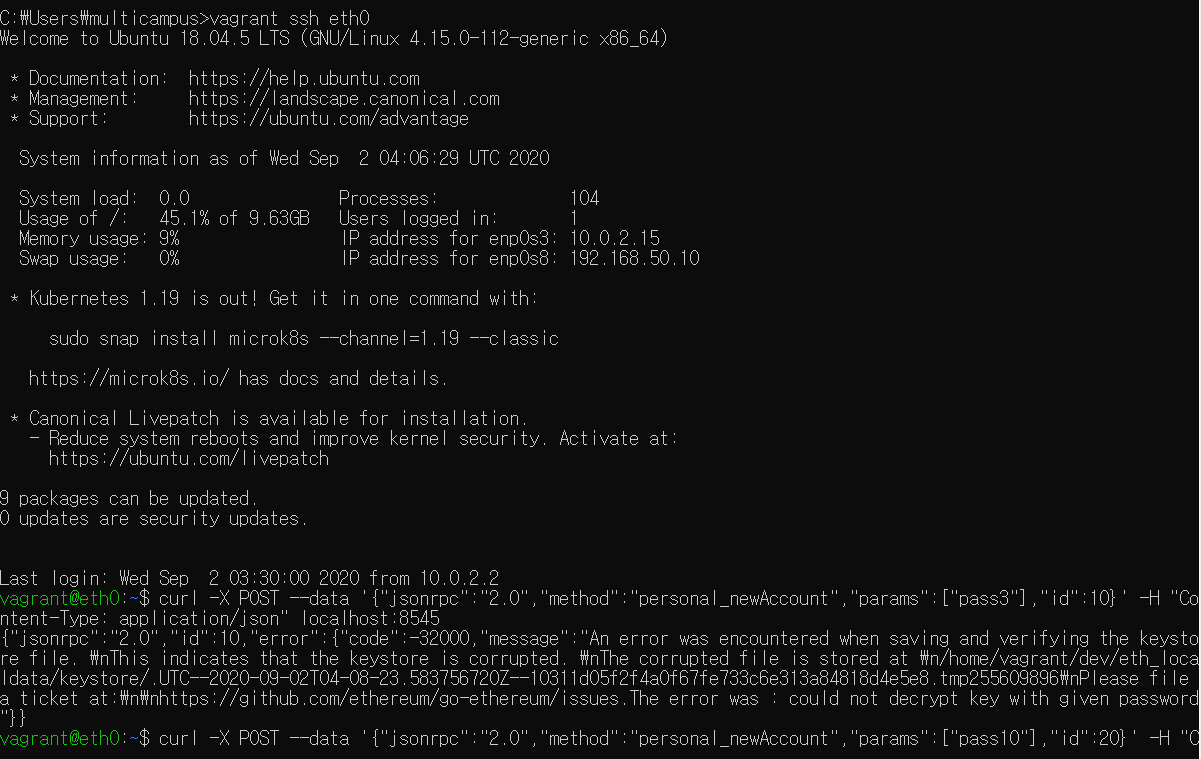 C:₩Users₩multicampus>vagrant ssh eth0
Welcome to Ubuntu 18.04.5 LTS (GNU/Linux 4.15.0-112-generic x86_64)
* Documentation:  https://help.ubuntu.com
* Management:     https://landscape.canonical.com
* Support:        https://ubuntu.com/advantage
System information as of Wed Sep  2 04:06:29 UTC 2020
System load:  0.0               Processes:             104
Usage of /:   45.1% of 9.63GB   Users logged in:       1
Memory usage: 9%                IP address for enp0s3: 10.0.2.15
Swap usage:   0%                IP address for enp0s8: 192.168.50.10
* Kubernetes 1.19 is out! Get it in one command with:
sudo snap install microk8s --channel=1.19 --classic
https://microk8s.io/ has docs and details.
* Canonical Livepatch is available for installation.
- Reduce system reboots and improve kernel security. Activate at:
https://ubuntu.com/livepatch
9 packages can be updated.
0 updates are security updates.
Last login: Wed Sep  2 03:30:00 2020 from 10.0.2.2
vagrant@eth0:~$ curl -X POST --data '{"jsonrpc":"2.0","method":"personal_newAccount","params":["pass3"],"id":10}' -H "Co
ntent-Type: application/json" localhost:8545
{"jsonrpc":"2.0","id":10,"error":{"code":-32000,"message":"An error was encountered when saving and verifying the keysto
re file. ₩nThis indicates that the keystore is corrupted. ₩nThe corrupted file is stored at ₩n/home/vagrant/dev/eth_loca
ldata/keystore/.UTC--2020-09-02T04-08-23.583756720Z--10311d05f2f4a0f67fe733c6e313a84818d4e5e8.tmp255609896₩nPlease file
a ticket at:₩n₩nhttps://github.com/ethereum/go-ethereum/issues.The error was : could not decrypt key with given password
"}}
vagrant@eth0:~$ curl -X POST --data '{"jsonrpc":"2.0","method":"personal_newAccount","params":["pass10"],"id":20}' -H "C